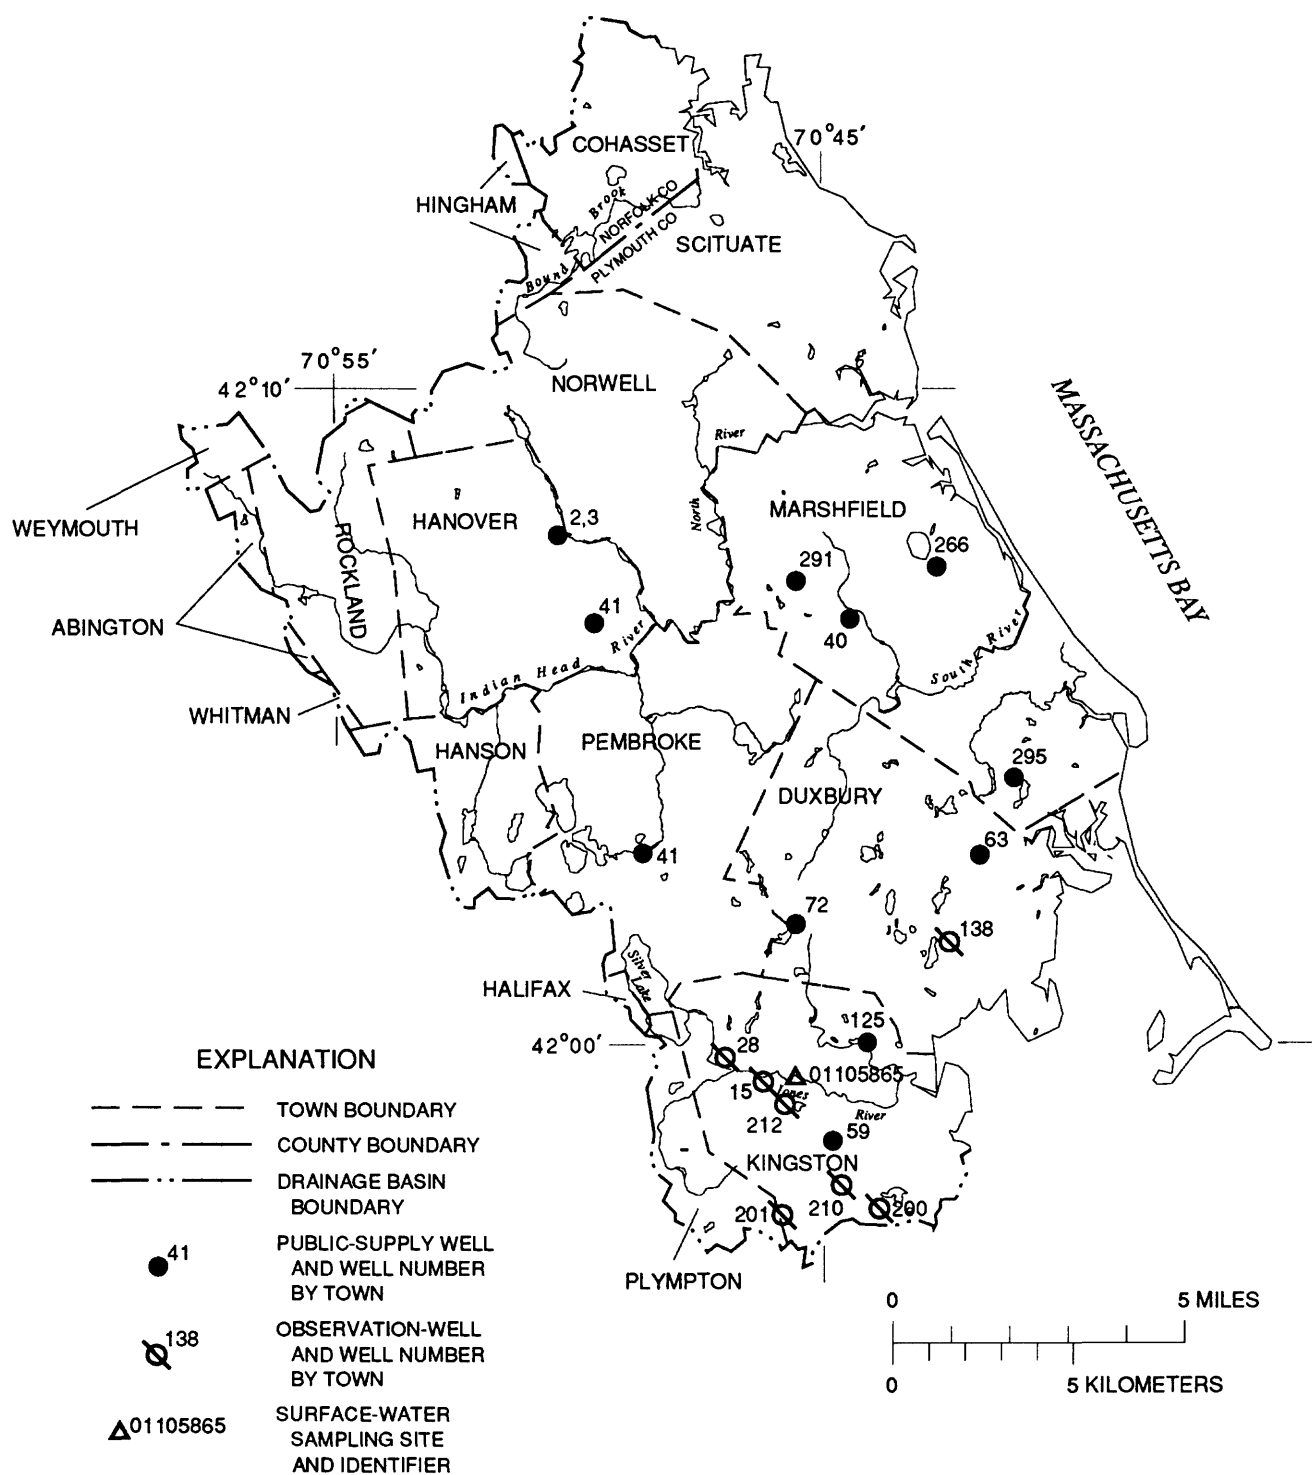 COHASSET
70°45'
HINGHAM
Brook
NORFOLK CO
PLYMOUTH CO
SCITUATE
Bound
70°55'
42°10'
NORWELL
MASSACHUSETTS BAY
River
North
WEYMOUTH
HANOVER
2,3
MARSHFIELD
ROCKLAND
291
266
ABINGTON
41
40
Indian Head River
South River
WHITMAN
HANSON
PEMBROKE
295
DUXBURY
41
63
72
138
Silver
Lake
HALIFAX
125
42°00'
28
01105865
15
Jones
River
212
59
KINGSTON
201
210
200
PLYMPTON
EXPLANATION
TOWN BOUNDARY
COUNTY BOUNDARY
DRAINAGE BASIN
BOUNDARY
41
PUBLIC-SUPPLY WELL
AND WELL NUMBER
BY TOWN
138
OBSERVATION-WELL
AND WELL NUMBER
BY TOWN
01105865
SURFACE-WATER
SAMPLING SITE
AND IDENTIFIER
0 5 MILES
0 5 KILOMETERS